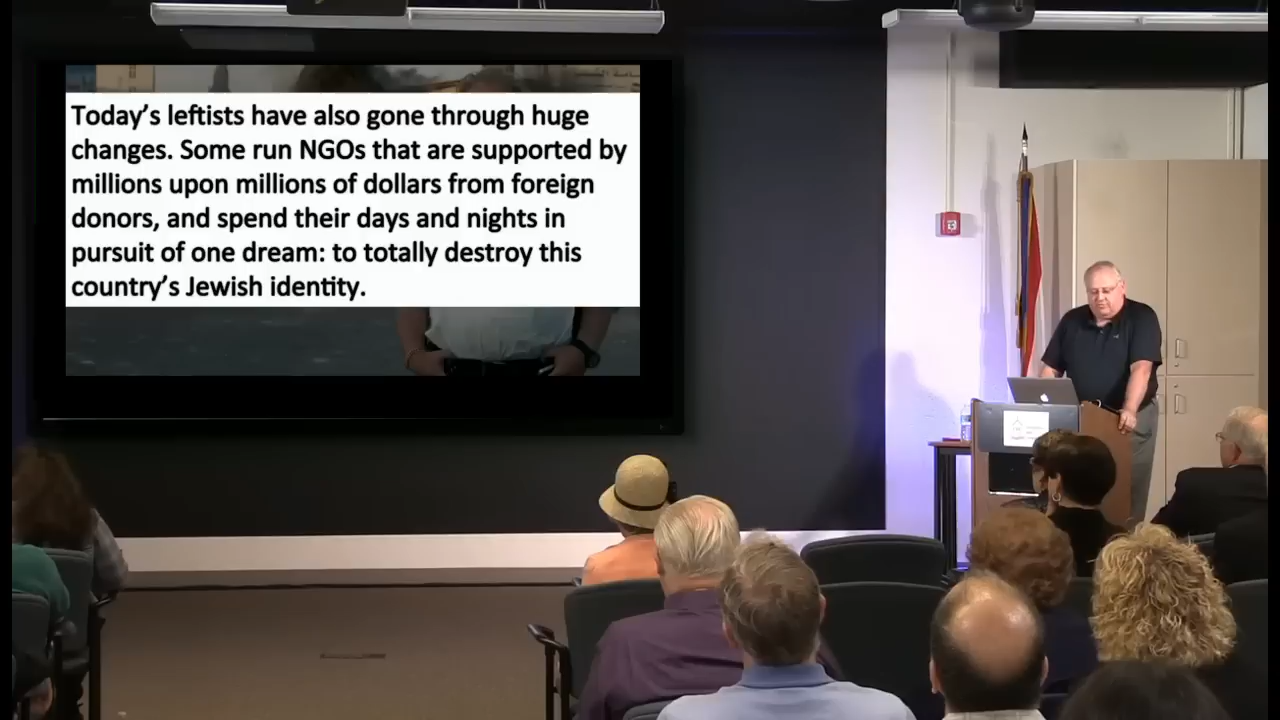 Today's leftists have also gone through huge
changes. Some run NGOs that are supported by
millions upon millions of dollars from foreign
donors, and spend their days and nights in
pursuit of one dream: to totally destroy this
country's Jewish identity.